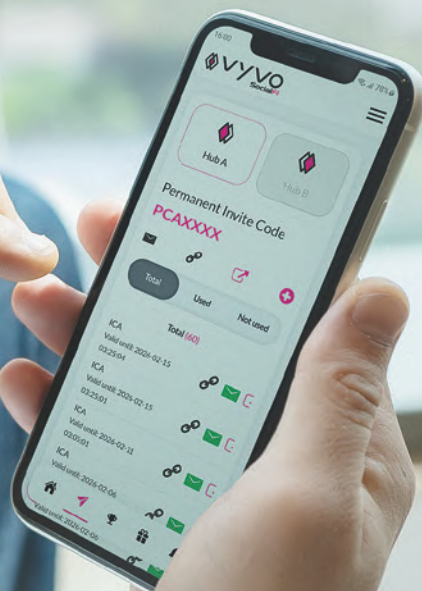 16:00
78%
VYVO
Social
Hub A
Hub B
Permanent Invite Code
PCAXXXX
Total
Used
Not used
Total (60)
ICA
Valid until: 2026-02-15
03:25:04
ICA
Valid until: 2026-02-15
03:25:01
ICA
Valid until: 2026-02-11
03:05:01
ICA
Valid until: 2026-02-06
Valid until: 2026-02-06